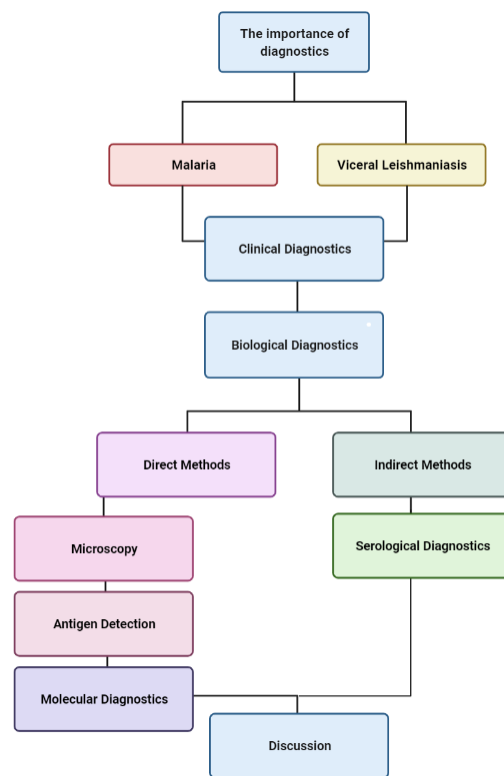 The importance of
diagnostics
Malaria
Viceral Leishmaniasis
Clinical Diagnostics
Biological Diagnostics
Direct Methods
Indirect Methods
Microscopy
Serological Diagnostics
Antigen Detection
Molecular Diagnostics
Discussion